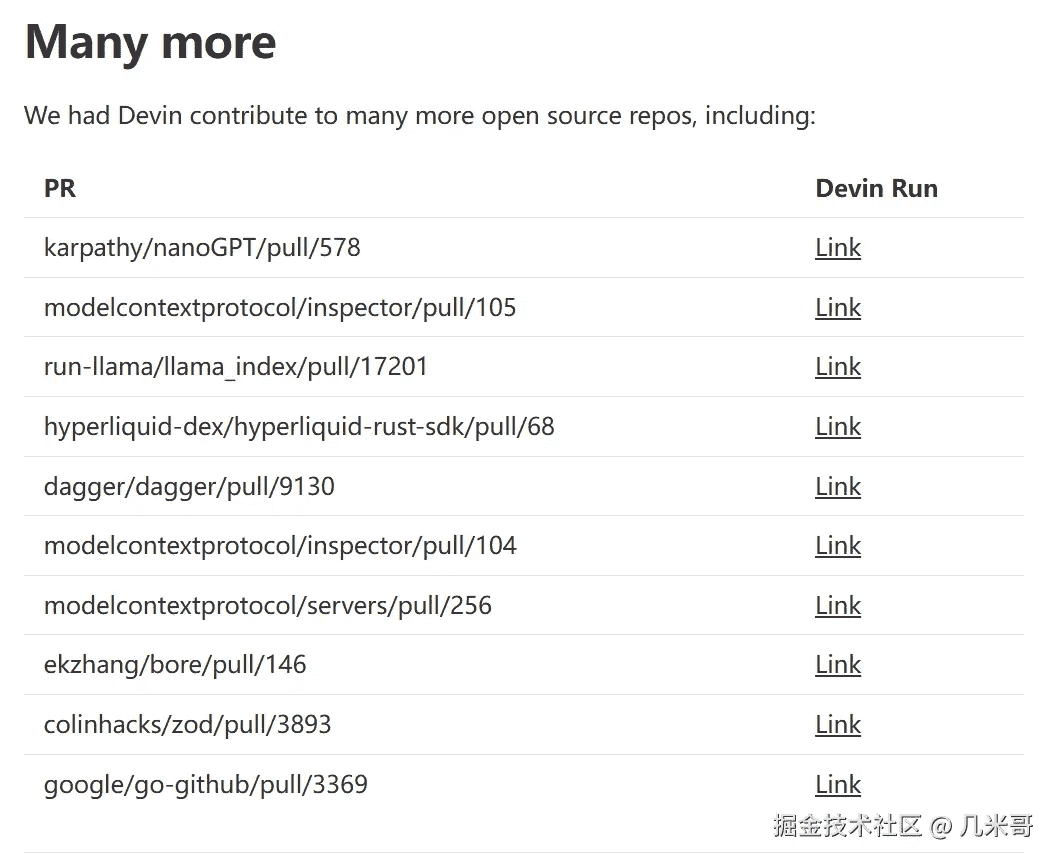 Many more
We had Devin contribute to many more open source repos, including:
PR Devin Run
karpathy/nanoGPT/pull/578 Link
modelcontextprotocol/inspector/pull/105 Link
run-llama/llama_index/pull/17201 Link
hyperliquid-dex/hyperliquid-rust-sdk/pull/68 Link
dagger/dagger/pull/9130 Link
modelcontextprotocol/inspector/pull/104 Link
modelcontextprotocol/servers/pull/256 Link
ekzhang/bore/pull/146 Link
colinhacks/zod/pull/3893 Link
google/go-github/pull/3369 Link
掘金技术社区 @ 几米哥